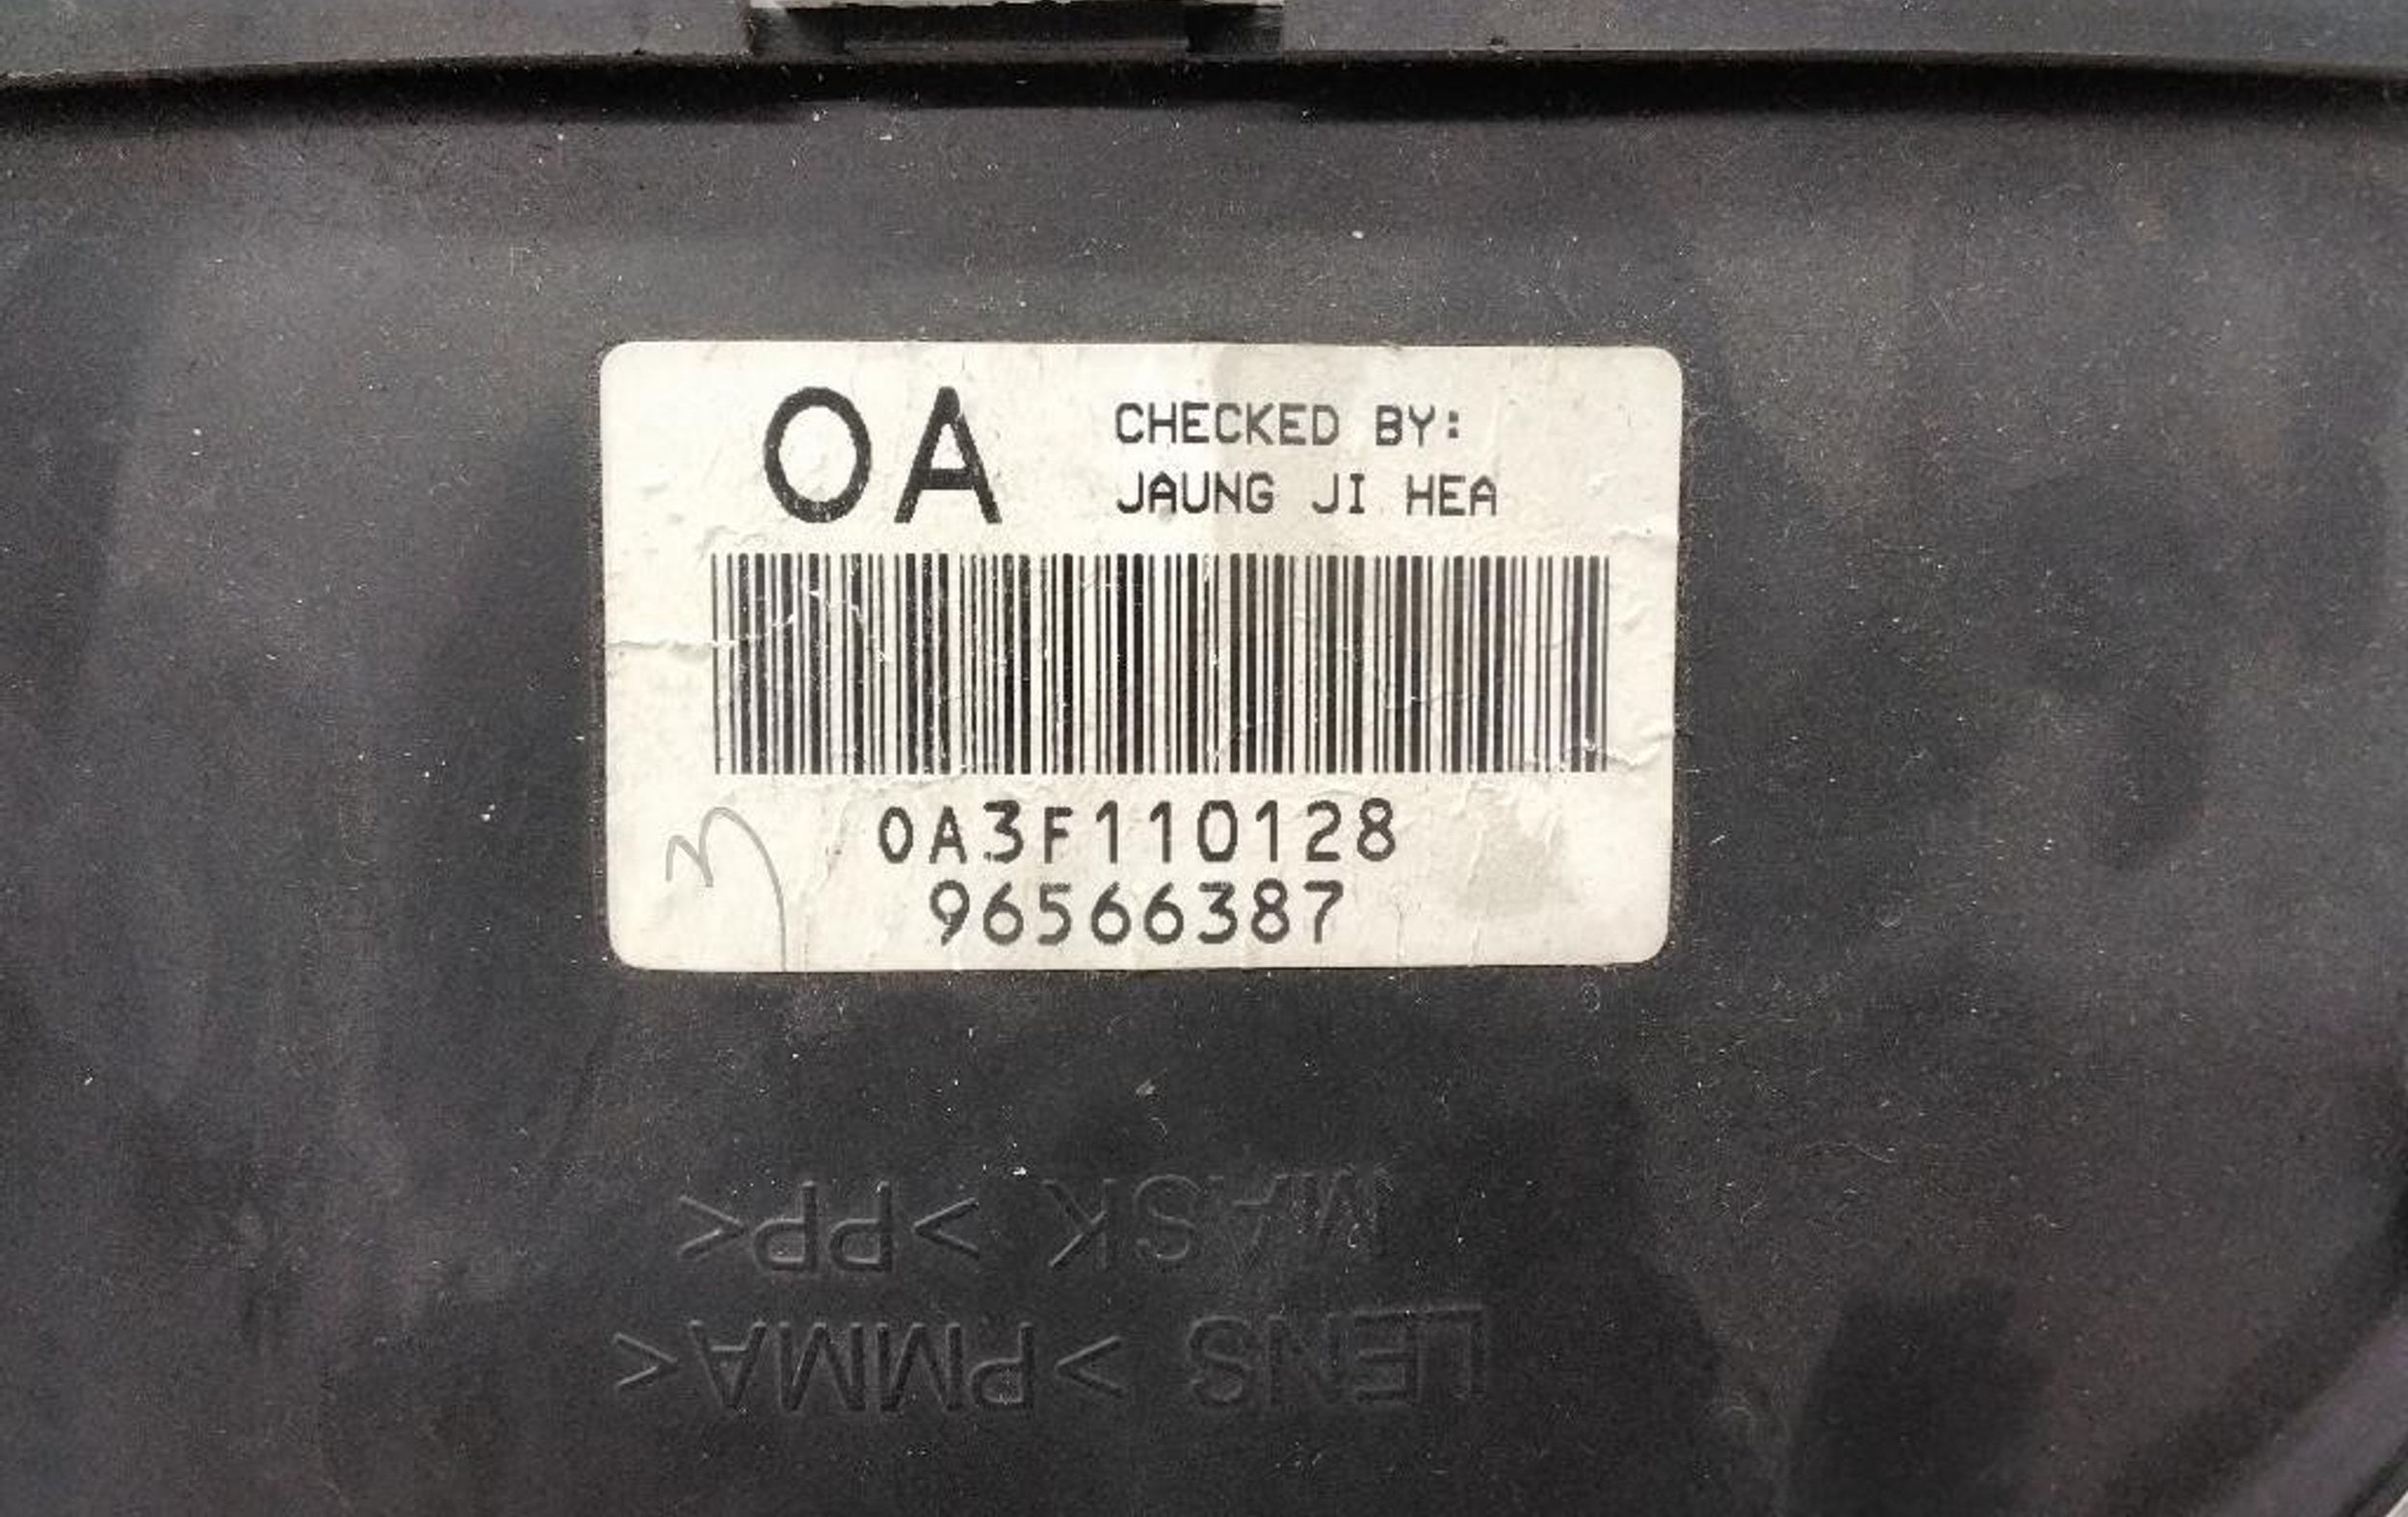 OA
CHECKED BY:
JAUNG JI HEA
0A3F110128
96566387
MASK >PP<
LENS >PMMA<